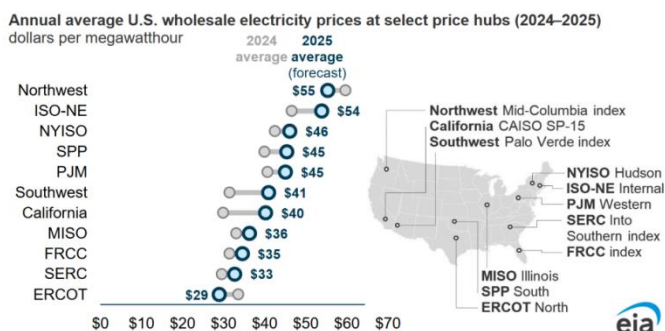 Annual average U.S. wholesale electricity prices at select price hubs (2024–2025)
dollars per megawatthour
2024 average
2025 average (forecast)
Northwest $55
ISO-NE $54
NYISO $46
SPP $45
PJM $45
Southwest $41
California $40
MISO $36
FRCC $35
SERC $33
ERCOT $29
$0 $10 $20 $30 $40 $50 $60 $70
Northwest Mid-Columbia index
California CAISO SP-15
Southwest Palo Verde index
NYISO Hudson
ISO-NE Internal
PJM Western
SERC Into
Southern index
FRCC index
MISO Illinois
SPP South
ERCOT North
eia